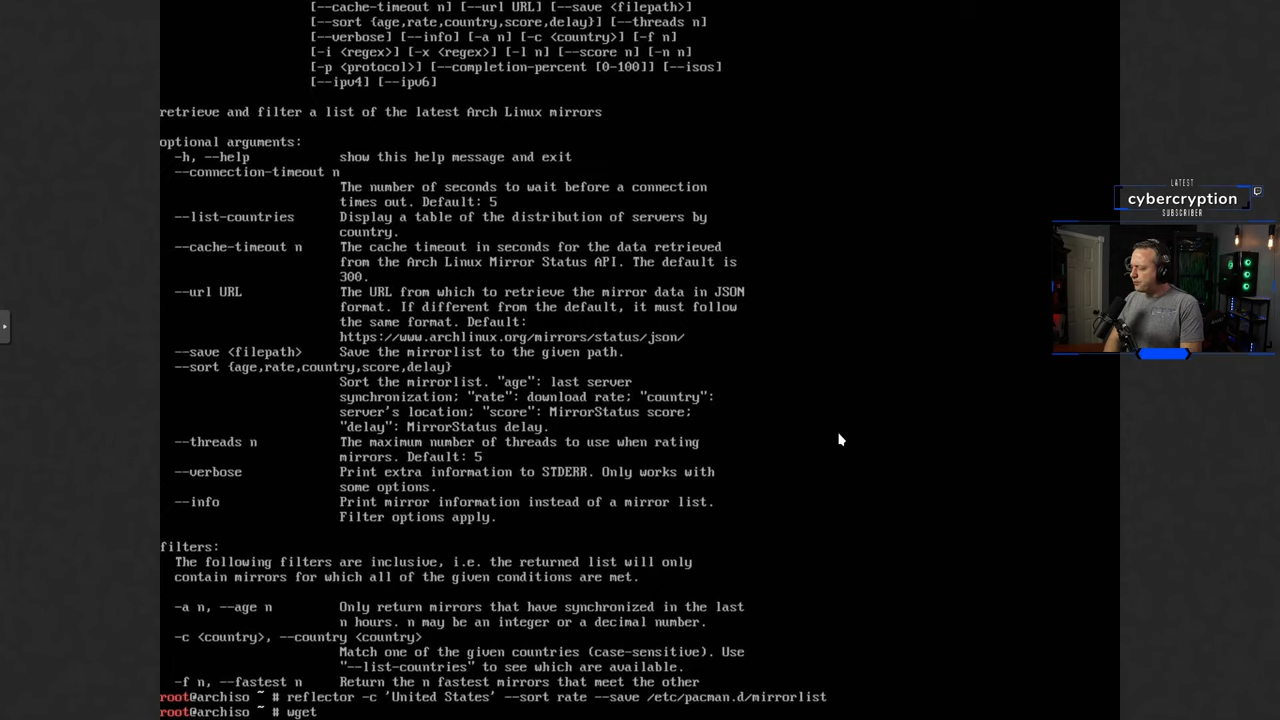 [--cache-timeout n] [--url URL] [--save <filepath>]
[--sort {age,rate,country,score,delay}] [--threads n]
[--verbose] [--info] [-a n] [-c <country>] [-f n]
[-i <regex>] [-x <regex>] [-l n] [--score n] [-n n]
[-p <protocol>] [--completion-percent [0-100]] [--isos]
[--ipv4] [--ipv6]
retrieve and filter a list of the latest Arch Linux mirrors
optional arguments:
-h, --help show this help message and exit
--connection-timeout n
The number of seconds to wait before a connection
times out. Default: 5
--list-countries Display a table of the distribution of servers by
country.
--cache-timeout n The cache timeout in seconds for the data retrieved
from the Arch Linux Mirror Status API. The default is
300.
--url URL The URL from which to retrieve the mirror data in JSON
format. If different from the default, it must follow
the same format. Default:
https://www.archlinux.org/mirrors/status/json/
--save <filepath> Save the mirrorlist to the given path.
--sort {age,rate,country,score,delay}
Sort the mirrorlist. "age": last server
synchronization; "rate": download rate; "country":
server's location; "score": MirrorStatus score;
"delay": MirrorStatus delay.
--threads n The maximum number of threads to use when rating
mirrors. Default: 5
--verbose Print extra information to STDERR. Only works with
some options.
--info Print mirror information instead of a mirror list.
Filter options apply.
filters:
The following filters are inclusive, i.e. the returned list will only
contain mirrors for which all of the given conditions are met.
-a n, --age n Only return mirrors that have synchronized in the last
n hours. n may be an integer or a decimal number.
-c <country>, --country <country>
Match one of the given countries (case-sensitive). Use
"--list-countries" to see which are available.
-f n, --fastest n Return the n fastest mirrors that meet the other
root@archiso ~ # reflector -c 'United States' --sort rate --save /etc/pacman.d/mirrorlist
root@archiso ~ # wget
LATEST
cybercryption
SUBSCRIBER